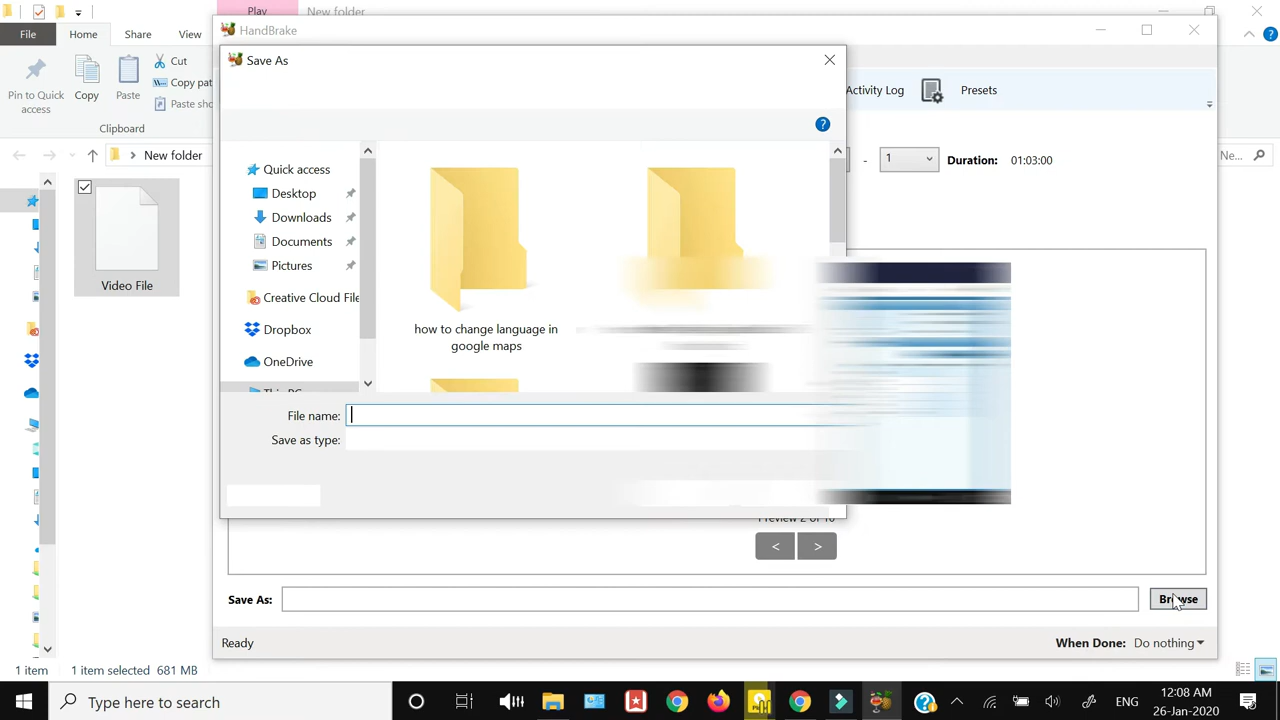 Play
New folder
File
Home
Share
View
HandBrake
Save As
Pin to Quick access
Copy
Paste
Cut
Clipboard
Activity Log
Presets
New folder
1
Duration:
01:03:00
Ne...
Video File
Quick access
Desktop
Downloads
Documents
Pictures
Creative Cloud File
Dropbox
OneDrive
how to change language in
google maps
File name:
Save as type:
<
>
Save As:
Browse
Ready
When Done:
Do nothing
1 item
1 item selected
681 MB
Type here to search
ENG
12:08 AM
26-Jan-2020